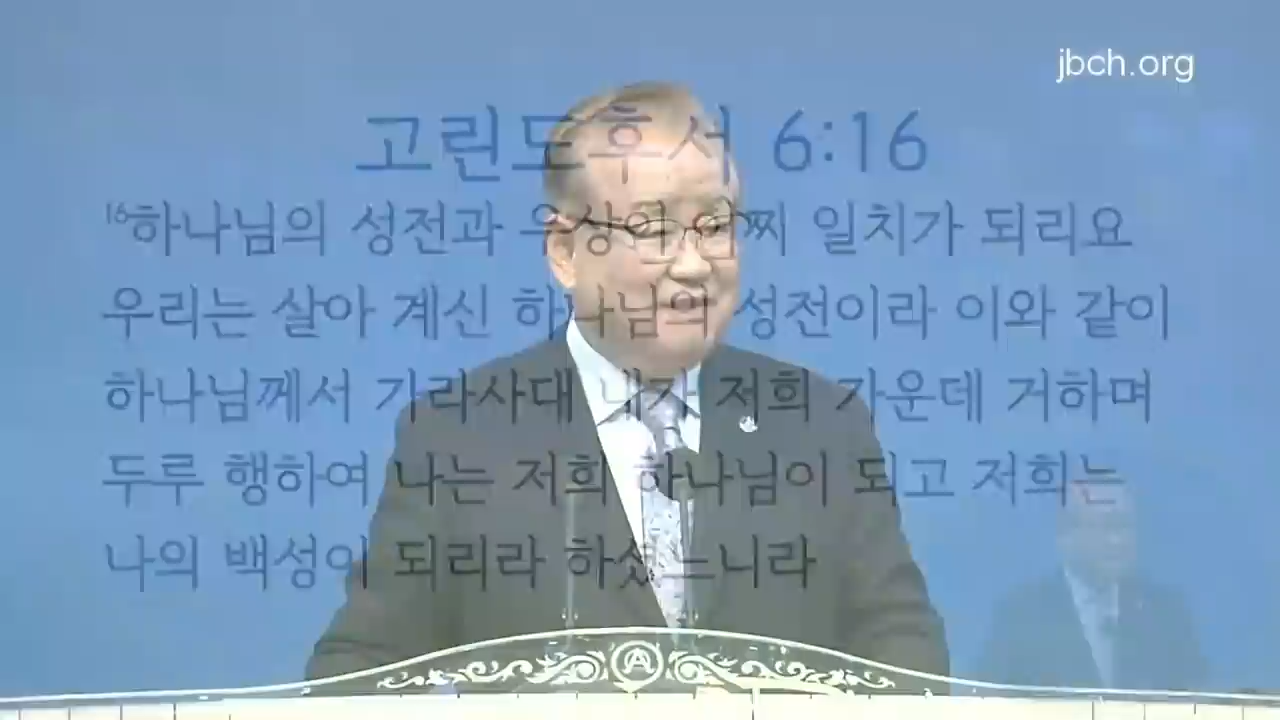 jbch.org
고린도후서 6:16
16하나님의 성전과 우상이 어찌 일치가 되리요
우리는 살아 계신 하나님의 성전이라 이와 같이
하나님께서 가라사대 내가 저희 가운데 거하며
두루 행하여 나는 저희 하나님이 되고 저희는
나의 백성이 되리라 하셨느니라